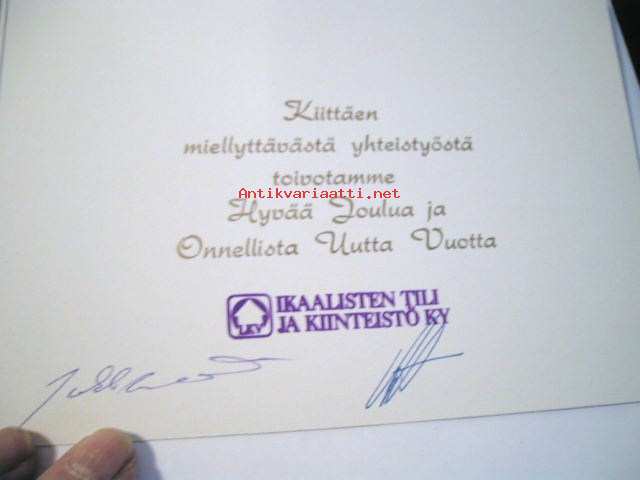 Kiittäen
miellyttävästä yhteistyöstä
toivotamme
Antikvariaatti.net
Hyvää Joulua ja
Onnellista Uutta Vuotta
LKV
IKAALISTEN TILI
JA KIINTEISTÖ KY